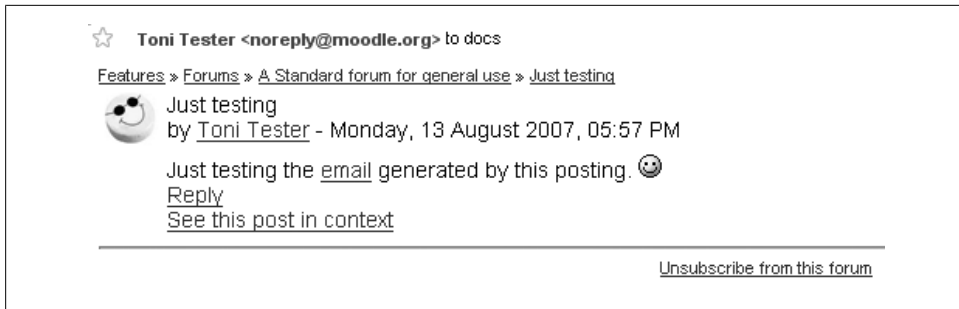 Toni Tester <noreply@moodle.org> to docs
Features » Forums » A Standard forum for general use » Just testing
Just testing
by Toni Tester - Monday, 13 August 2007, 05:57 PM
Just testing the email generated by this posting.
Reply
See this post in context
Unsubscribe from this forum